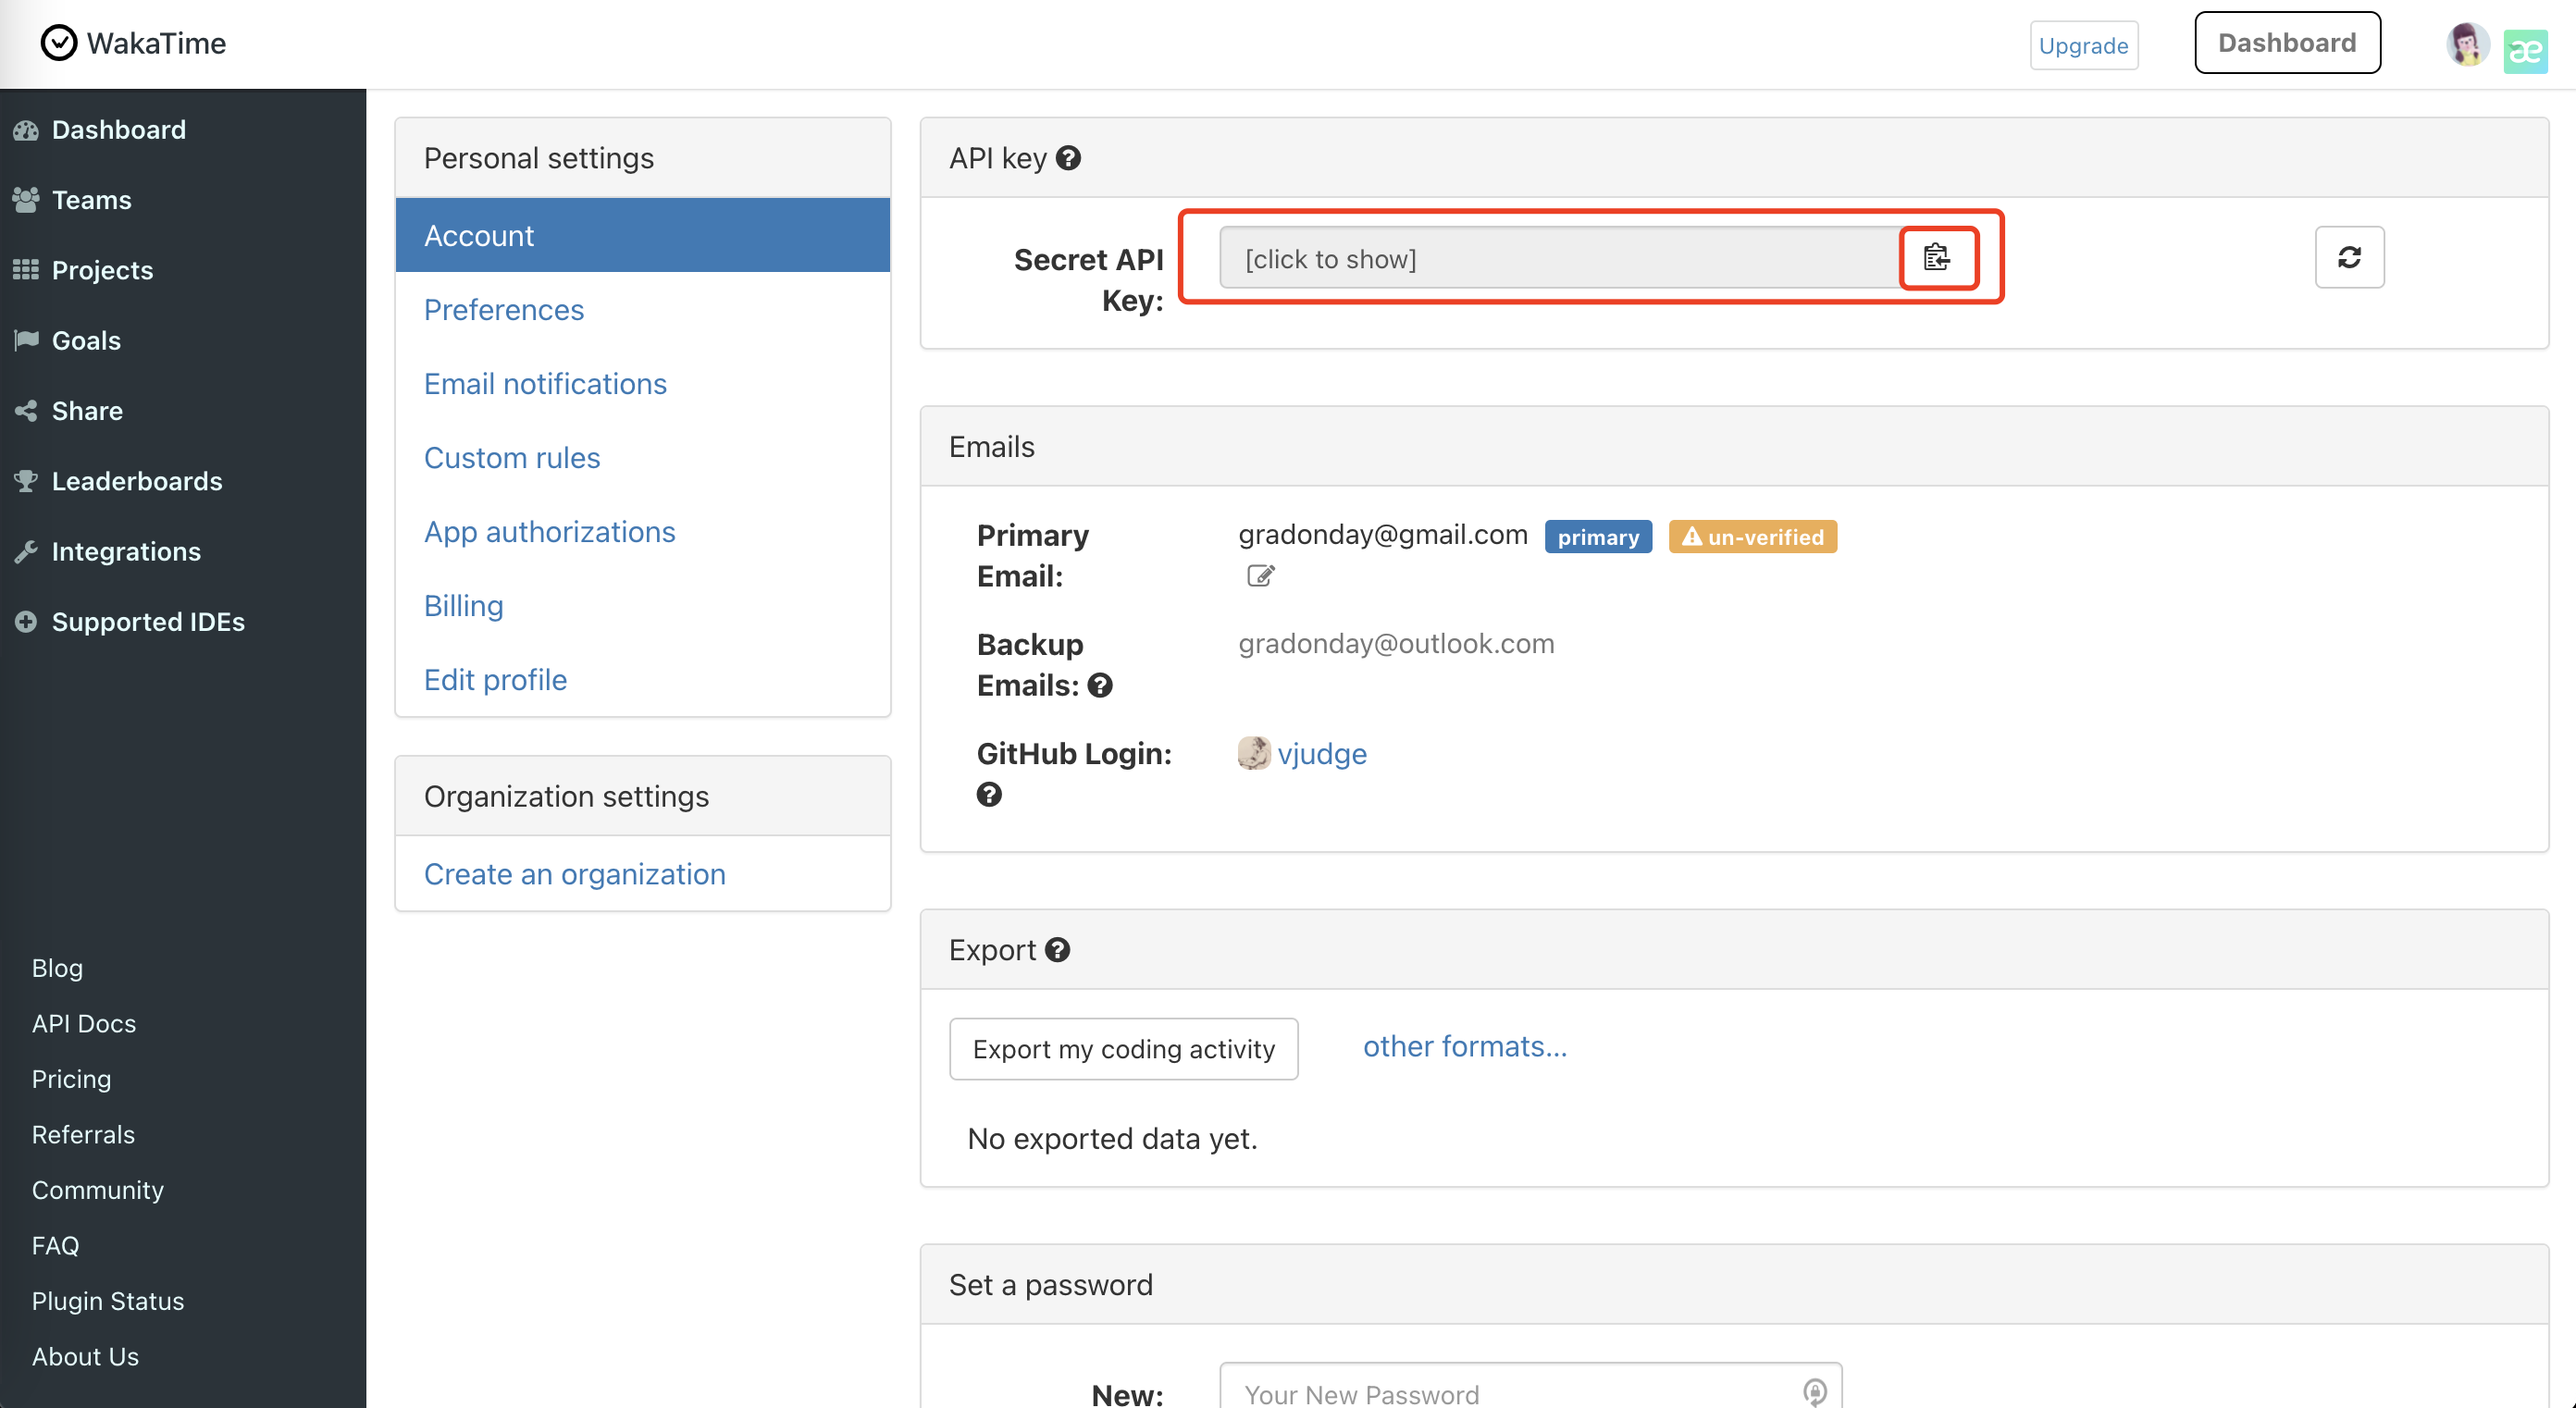 WakaTime
Upgrade
Dashboard
æ
Dashboard
Teams
Projects
Goals
Share
Leaderboards
Integrations
Supported IDEs
Blog
API Docs
Pricing
Referrals
Community
FAQ
Plugin Status
About Us
Personal settings
Account
Preferences
Email notifications
Custom rules
App authorizations
Billing
Edit profile
Organization settings
Create an organization
API key
Secret API
Key:
[click to show]
Emails
Primary
Email:
gradonday@gmail.com primary un-verified
Backup
Emails:
gradonday@outlook.com
GitHub Login:
vjudge
Export
Export my coding activity
other formats...
No exported data yet.
Set a password
New:
Your New Password